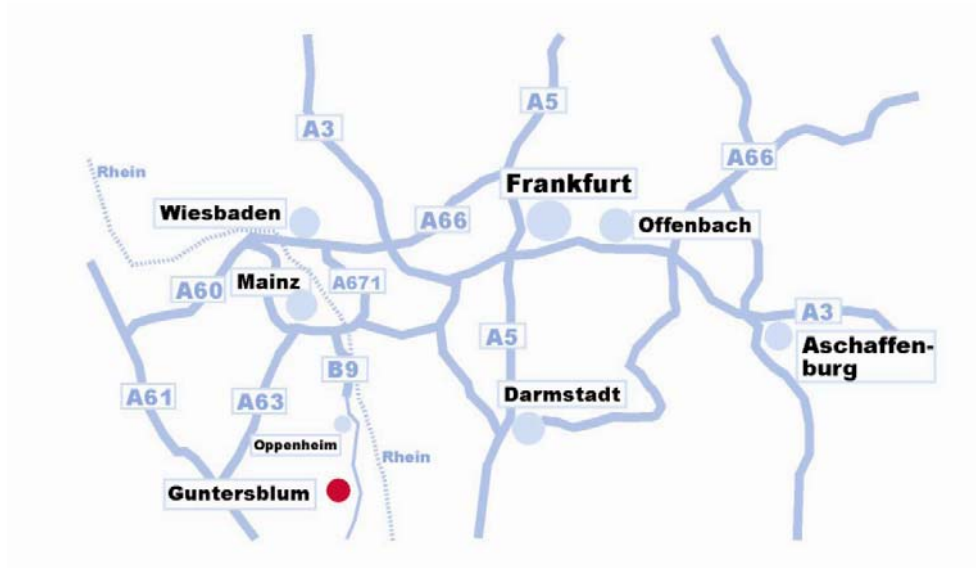 A5
A3
A66
Rhein
Frankfurt
Wiesbaden
A66
Offenbach
Mainz
A671
A60
A3
A5
Aschaffen-
burg
B9
A61
A63
Darmstadt
Oppenheim
Rhein
Guntersblum